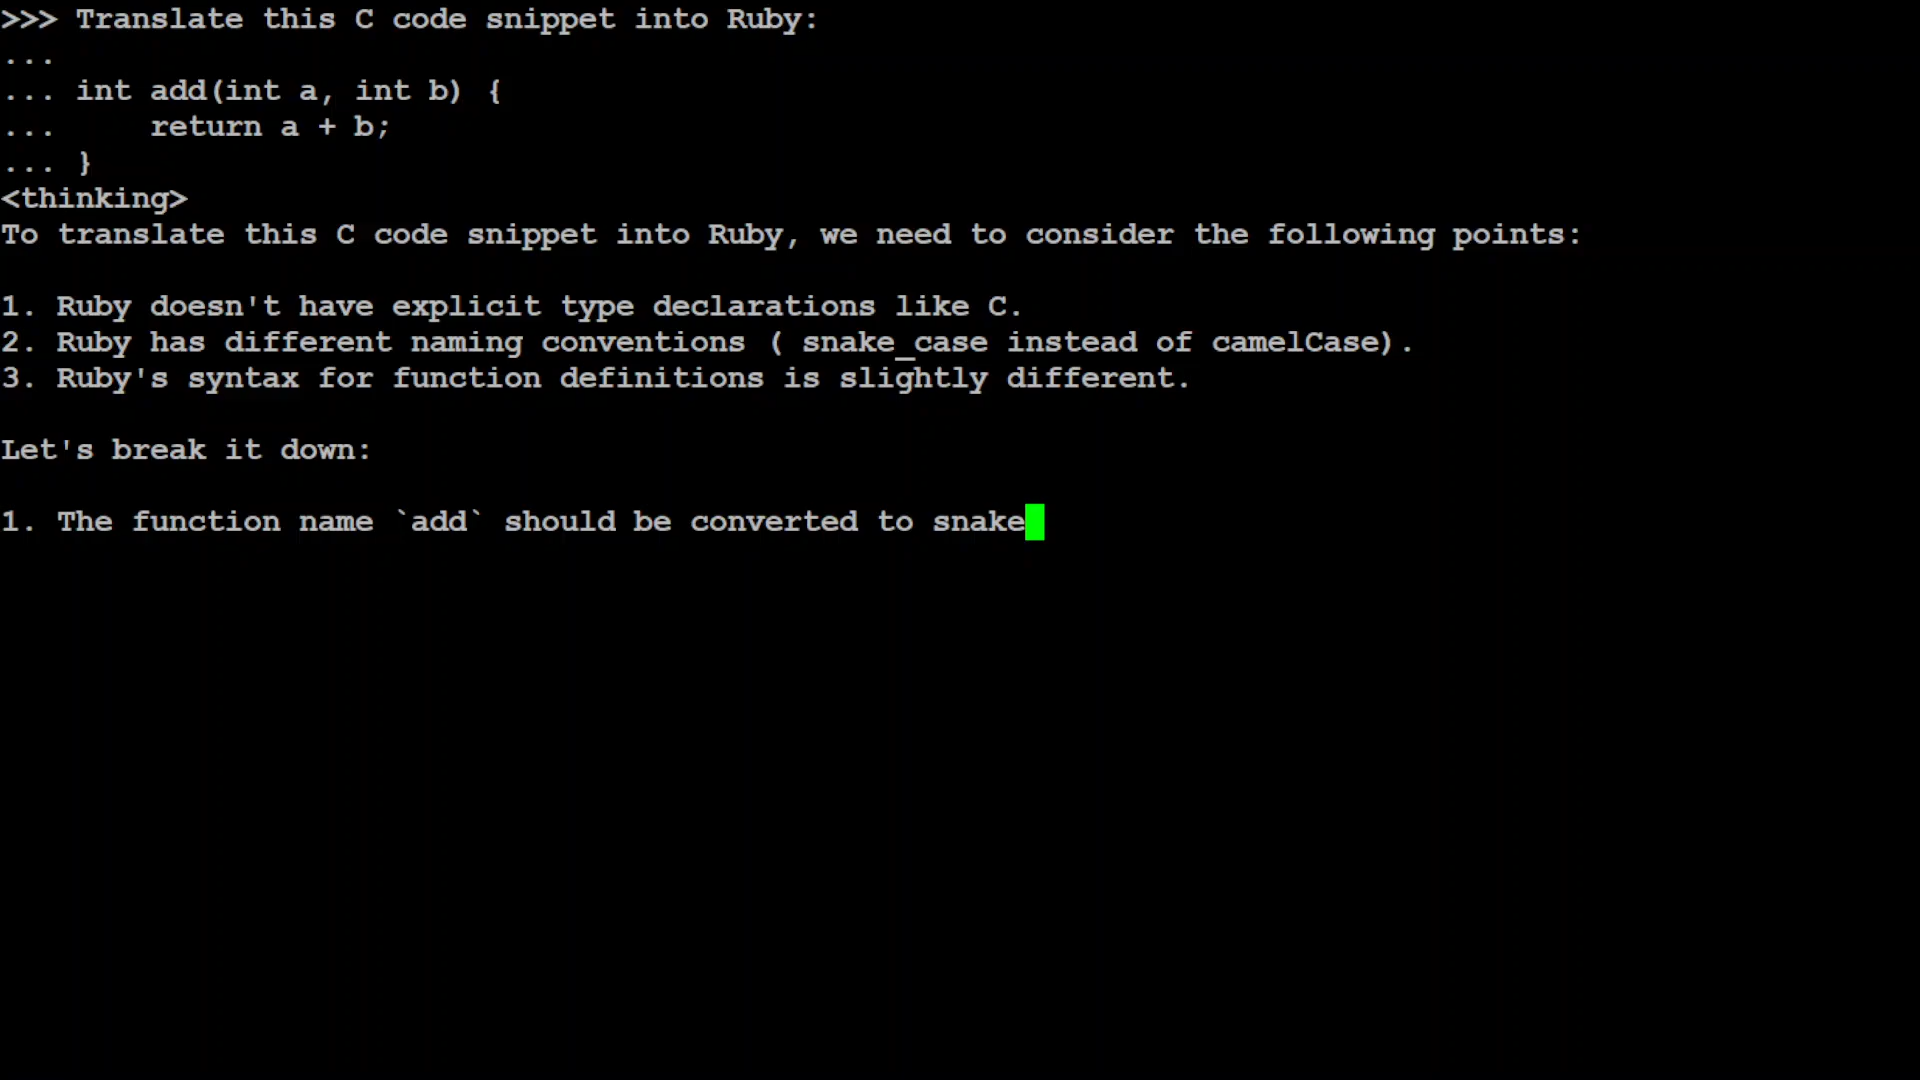 >>> Translate this C code snippet into Ruby:
...
... int add(int a, int b) {
...     return a + b;
... }
<thinking>
To translate this C code snippet into Ruby, we need to consider the following points:
1. Ruby doesn't have explicit type declarations like C.
2. Ruby has different naming conventions ( snake_case instead of camelCase).
3. Ruby's syntax for function definitions is slightly different.
Let's break it down:
1. The function name `add` should be converted to snake